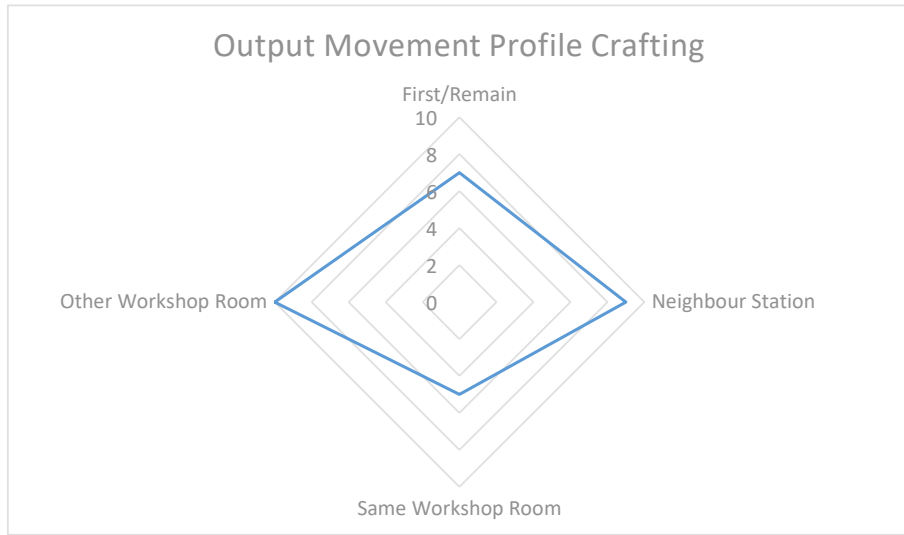 Output Movement Profile Crafting
First/Remain
10
8
6
4
2
0
Other Workshop Room
Neighbour Station
Same Workshop Room